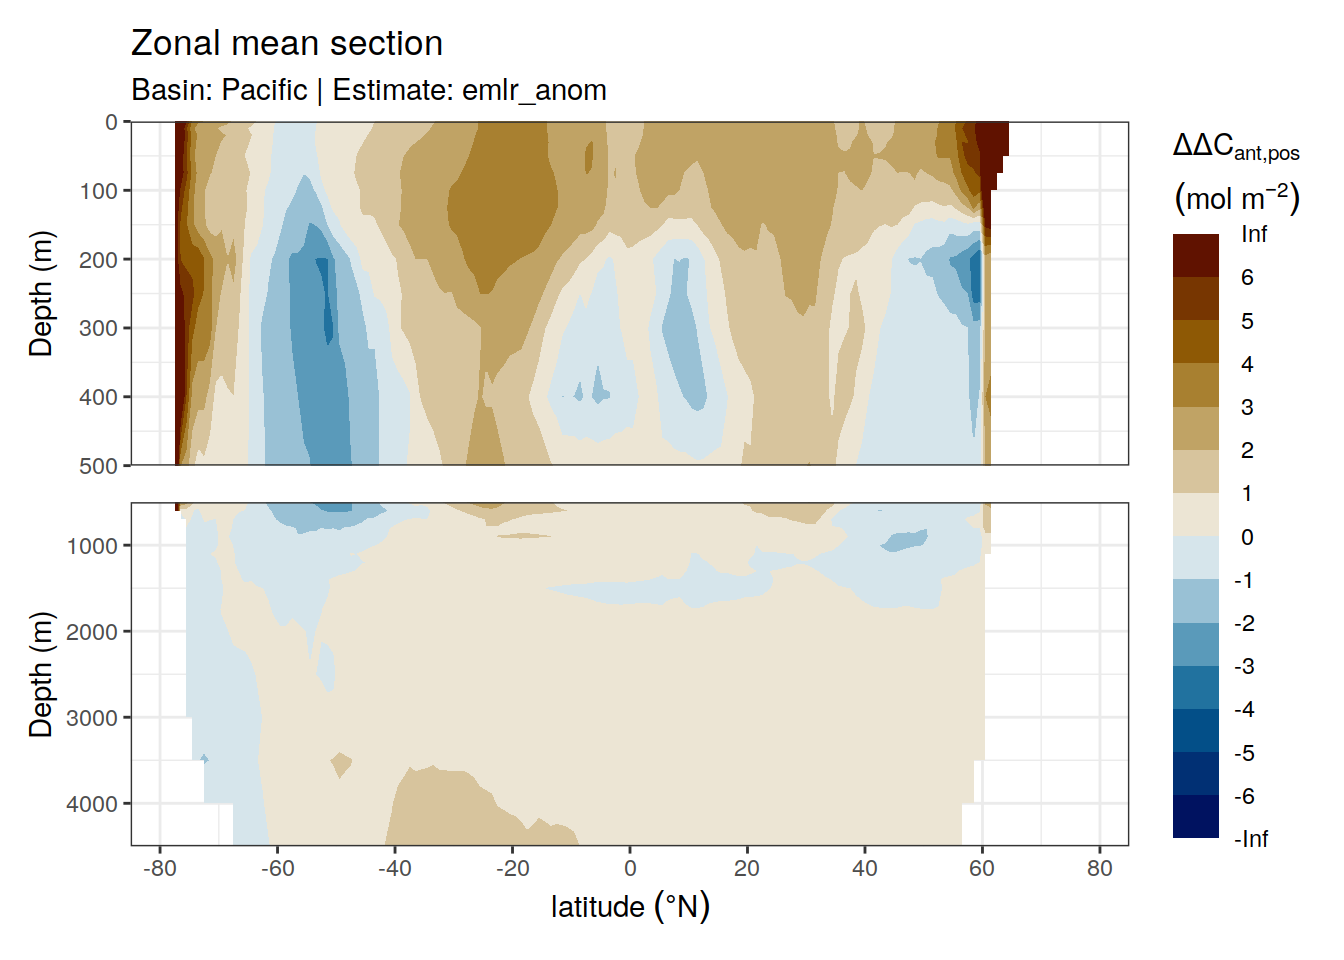 Zonal mean section
Basin: Pacific | Estimate: emlr_anom
0
100
200
300
400
500
Depth (m)
1000
2000
3000
4000
Depth (m)
-80 -60 -40 -20 0 20 40 60 80
latitude (°N)
ΔΔCant,pos
(mol m−2)
Inf
6
5
4
3
2
1
0
-1
-2
-3
-4
-5
-6
-Inf